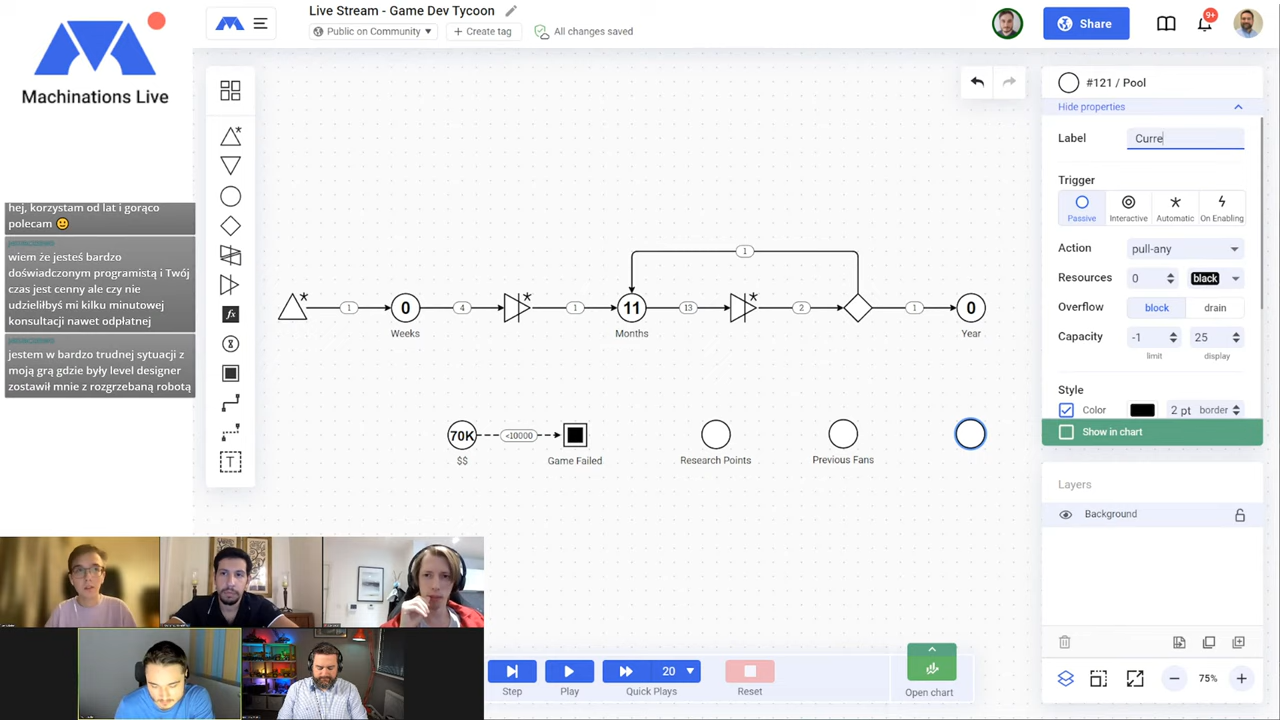 Live Stream - Game Dev Tycoon
Public on Community
+ Create tag
All changes saved
Share
9+
Machinations Live
hej, korzystam od lat i gorąco
polecam 🙂
wiem że jesteś bardzo
doświadczonym programistą i Twój
czas jest cenny ale czy nie
udzieliłbyś mi kilku minutowej
konsultacji nawet odpłatnej
jestem w bardzo trudnej sytuacji z
moją grą gdzie były level designer
zostawił mnie z rozgrzebaną robotą
fx
T
1
1 0 4 1 11 13 2 1 0
Weeks Months Year
70K <10000
$$ Game Failed Research Points Previous Fans
#121 / Pool
Hide properties
Label Curre
Trigger
Passive Interactive Automatic On Enabling
Action pull-any
Resources 0 black
Overflow block drain
Capacity -1 25
limit display
Style
Color 2 pt border
Show in chart
Layers
Background
20
Step Play Quick Plays Reset Open chart
75%